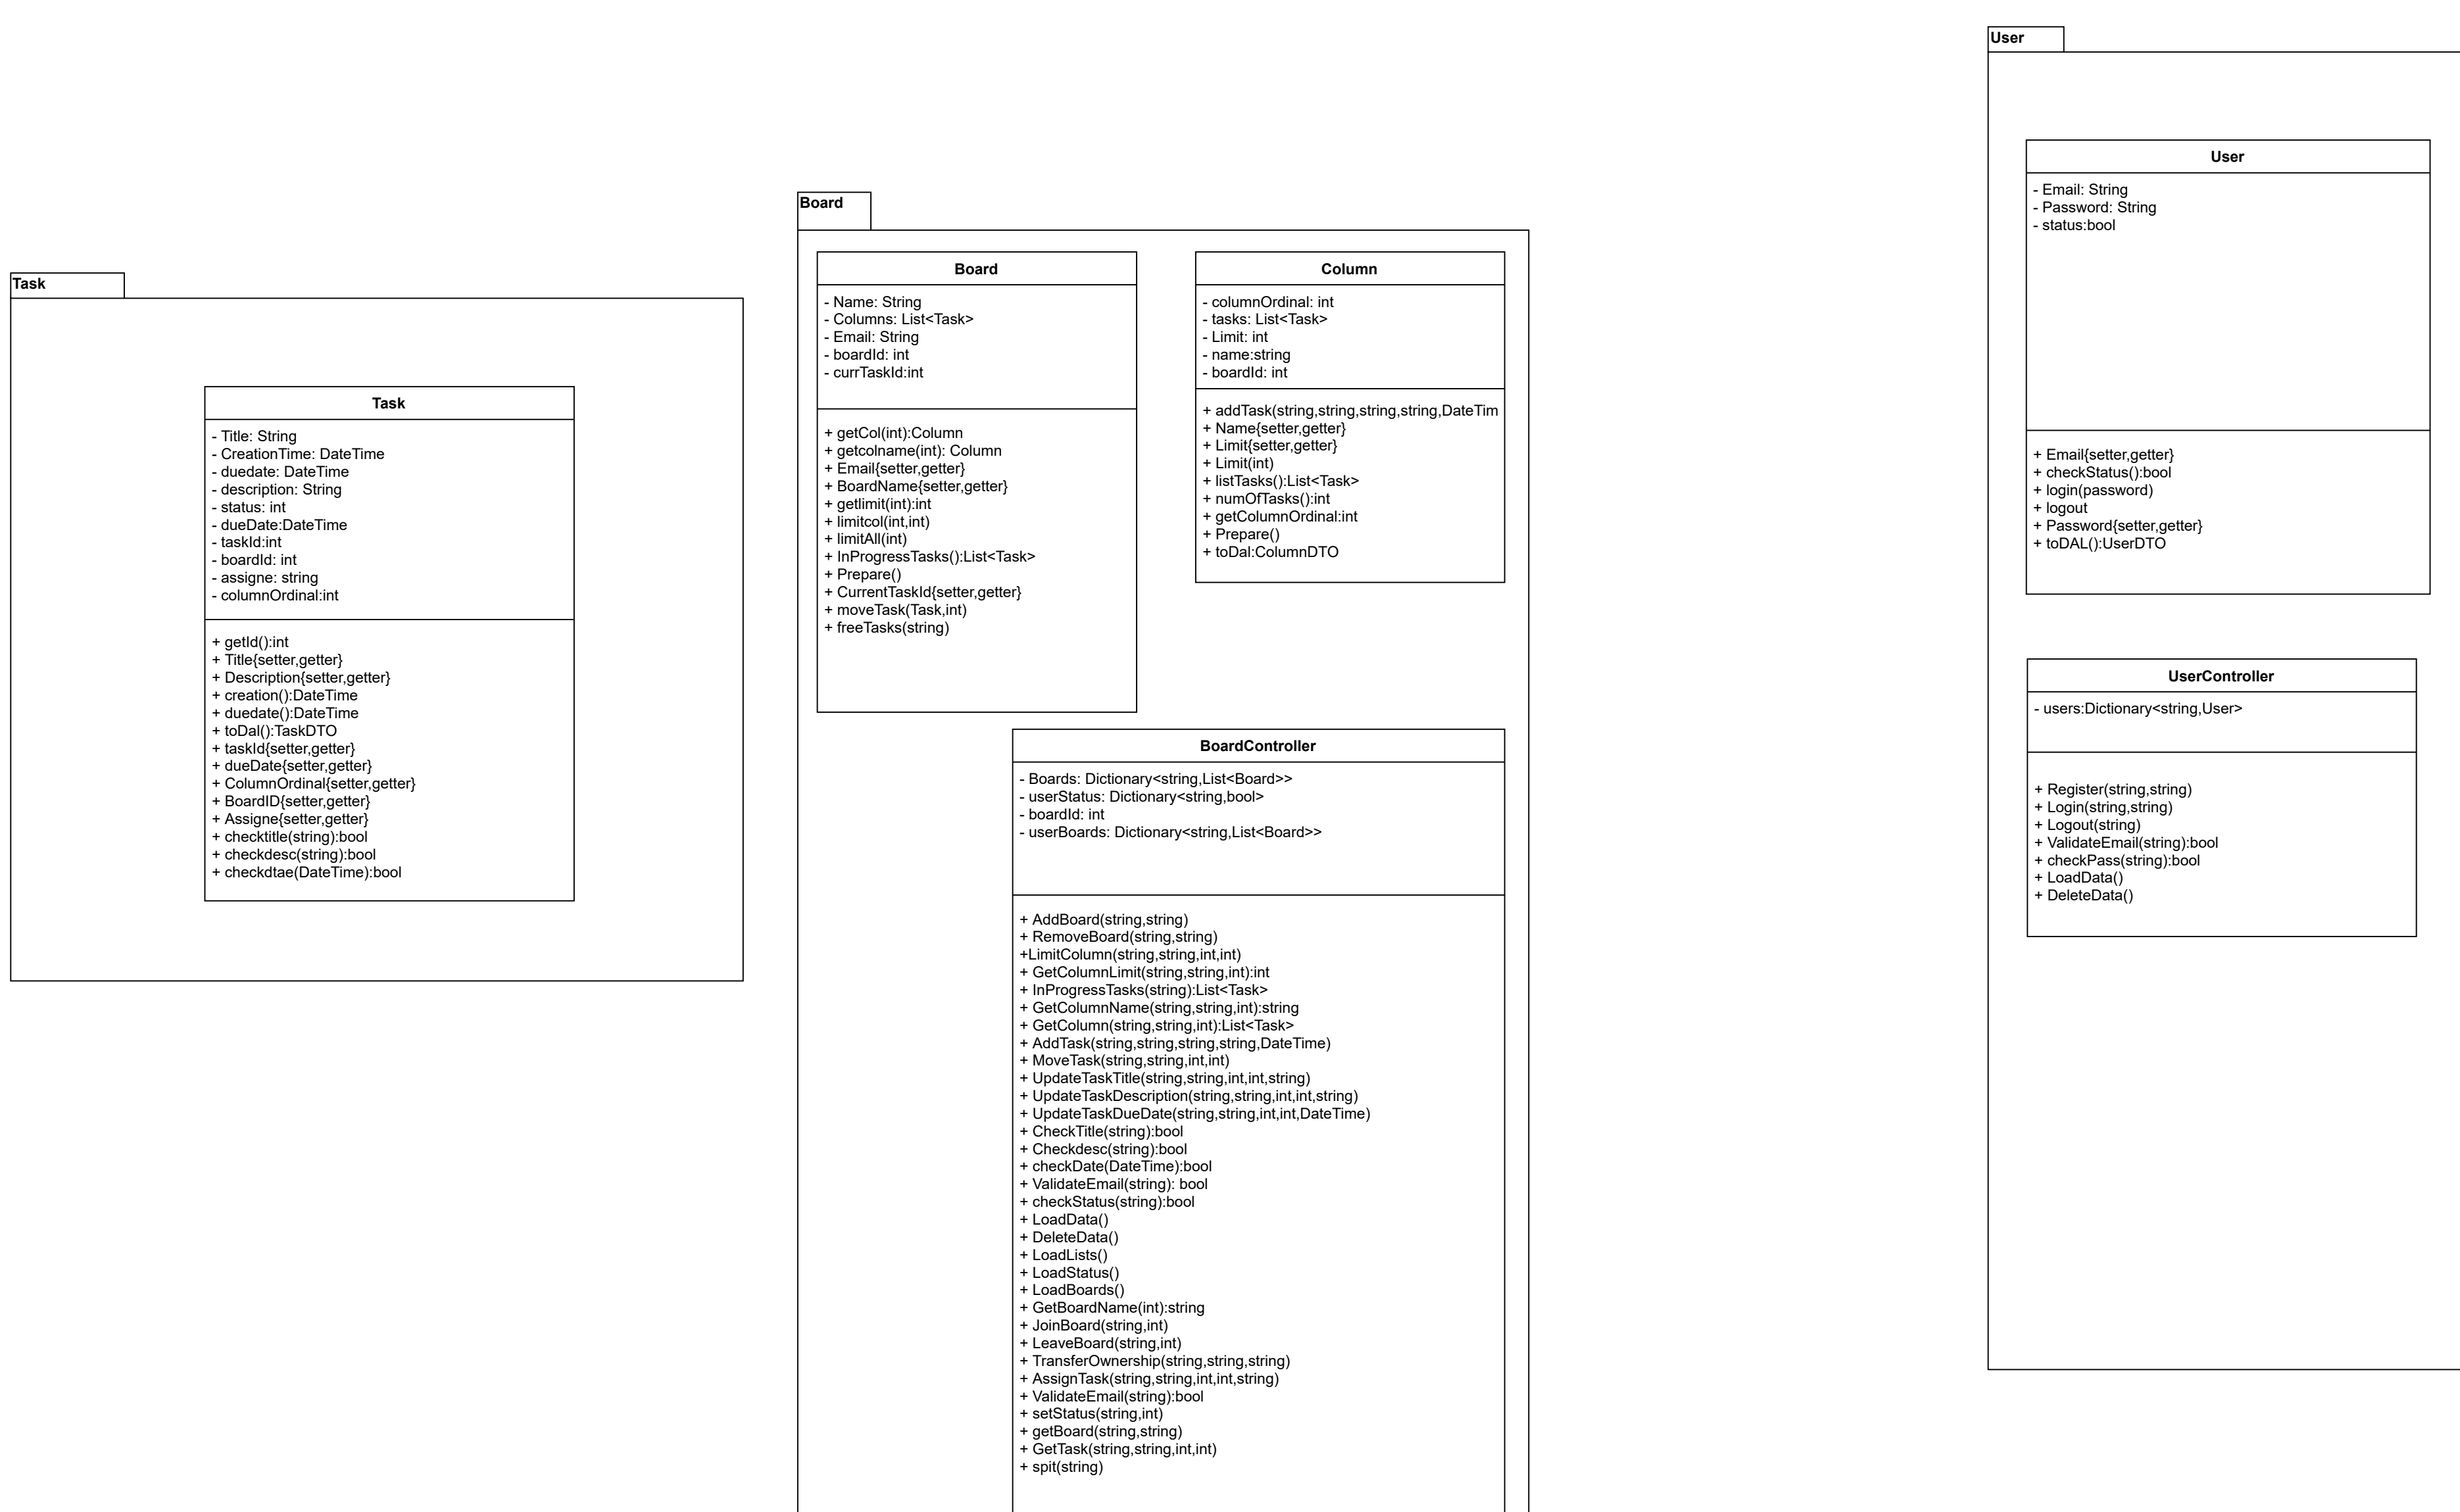 Task
Task
- Title: String
- CreationTime: DateTime
- duedate: DateTime
- description: String
- status: int
- dueDate:DateTime
- taskId:int
- boardId: int
- assigne: string
- columnOrdinal:int
+ getId():int
+ Title{setter,getter}
+ Description{setter,getter}
+ creation():DateTime
+ duedate():DateTime
+ toDal():TaskDTO
+ taskId{setter,getter}
+ dueDate{setter,getter}
+ ColumnOrdinal{setter,getter}
+ BoardID{setter,getter}
+ Assigne{setter,getter}
+ checktitle(string):bool
+ checkdesc(string):bool
+ checkdtae(DateTime):bool
Board
Board
- Name: String
- Columns: List<Task>
- Email: String
- boardId: int
- currTaskId:int
+ getCol(int):Column
+ getcolname(int): Column
+ Email{setter,getter}
+ BoardName{setter,getter}
+ getlimit(int):int
+ limitcol(int,int)
+ limitAll(int)
+ InProgressTasks():List<Task>
+ Prepare()
+ CurrentTaskId{setter,getter}
+ moveTask(Task,int)
+ freeTasks(string)
Column
- columnOrdinal: int
- tasks: List<Task>
- Limit: int
- name:string
- boardId: int
+ addTask(string,string,string,string,DateTim
+ Name{setter,getter}
+ Limit{setter,getter}
+ Limit(int)
+ listTasks():List<Task>
+ numOfTasks():int
+ getColumnOrdinal:int
+ Prepare()
+ toDal:ColumnDTO
BoardController
- Boards: Dictionary<string,List<Board>>
- userStatus: Dictionary<string,bool>
- boardId: int
- userBoards: Dictionary<string,List<Board>>
+ AddBoard(string,string)
+ RemoveBoard(string,string)
+LimitColumn(string,string,int,int)
+ GetColumnLimit(string,string,int):int
+ InProgressTasks(string):List<Task>
+ GetColumnName(string,string,int):string
+ GetColumn(string,string,int):List<Task>
+ AddTask(string,string,string,string,DateTime)
+ MoveTask(string,string,int,int)
+ UpdateTaskTitle(string,string,int,int,string)
+ UpdateTaskDescription(string,string,int,int,string)
+ UpdateTaskDueDate(string,string,int,int,DateTime)
+ CheckTitle(string):bool
+ Checkdesc(string):bool
+ checkDate(DateTime):bool
+ ValidateEmail(string): bool
+ checkStatus(string):bool
+ LoadData()
+ DeleteData()
+ LoadLists()
+ LoadStatus()
+ LoadBoards()
+ GetBoardName(int):string
+ JoinBoard(string,int)
+ LeaveBoard(string,int)
+ TransferOwnership(string,string,string)
+ AssignTask(string,string,int,int,string)
+ ValidateEmail(string):bool
+ setStatus(string,int)
+ getBoard(string,string)
+ GetTask(string,string,int,int)
+ spit(string)
User
User
- Email: String
- Password: String
- status:bool
+ Email{setter,getter}
+ checkStatus():bool
+ login(password)
+ logout
+ Password{setter,getter}
+ toDAL():UserDTO
UserController
- users:Dictionary<string,User>
+ Register(string,string)
+ Login(string,string)
+ Logout(string)
+ ValidateEmail(string):bool
+ checkPass(string):bool
+ LoadData()
+ DeleteData()